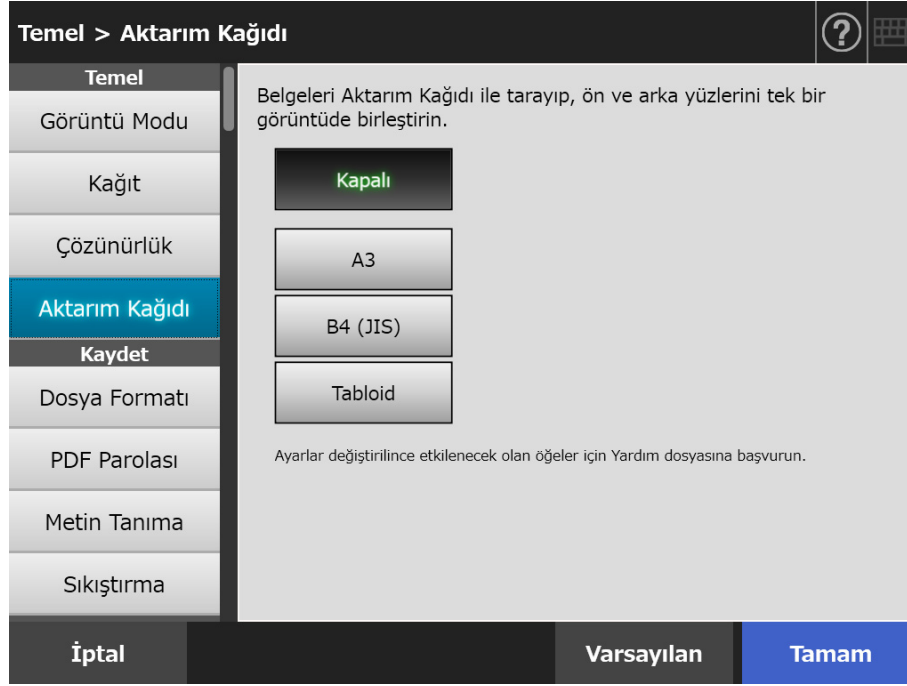 Temel > Aktarım Kağıdı
?
Temel
Görüntü Modu
Kağıt
Çözünürlük
Aktarım Kağıdı
Kaydet
Dosya Formatı
PDF Parolası
Metin Tanıma
Sıkıştırma
Belgeleri Aktarım Kağıdı ile tarayıp, ön ve arka yüzlerini tek bir
görüntüde birleştirin.
Kapalı
A3
B4 (JIS)
Tabloid
Ayarlar değiştirilince etkilenecek olan öğeler için Yardım dosyasına başvurun.
İptal
Varsayılan
Tamam